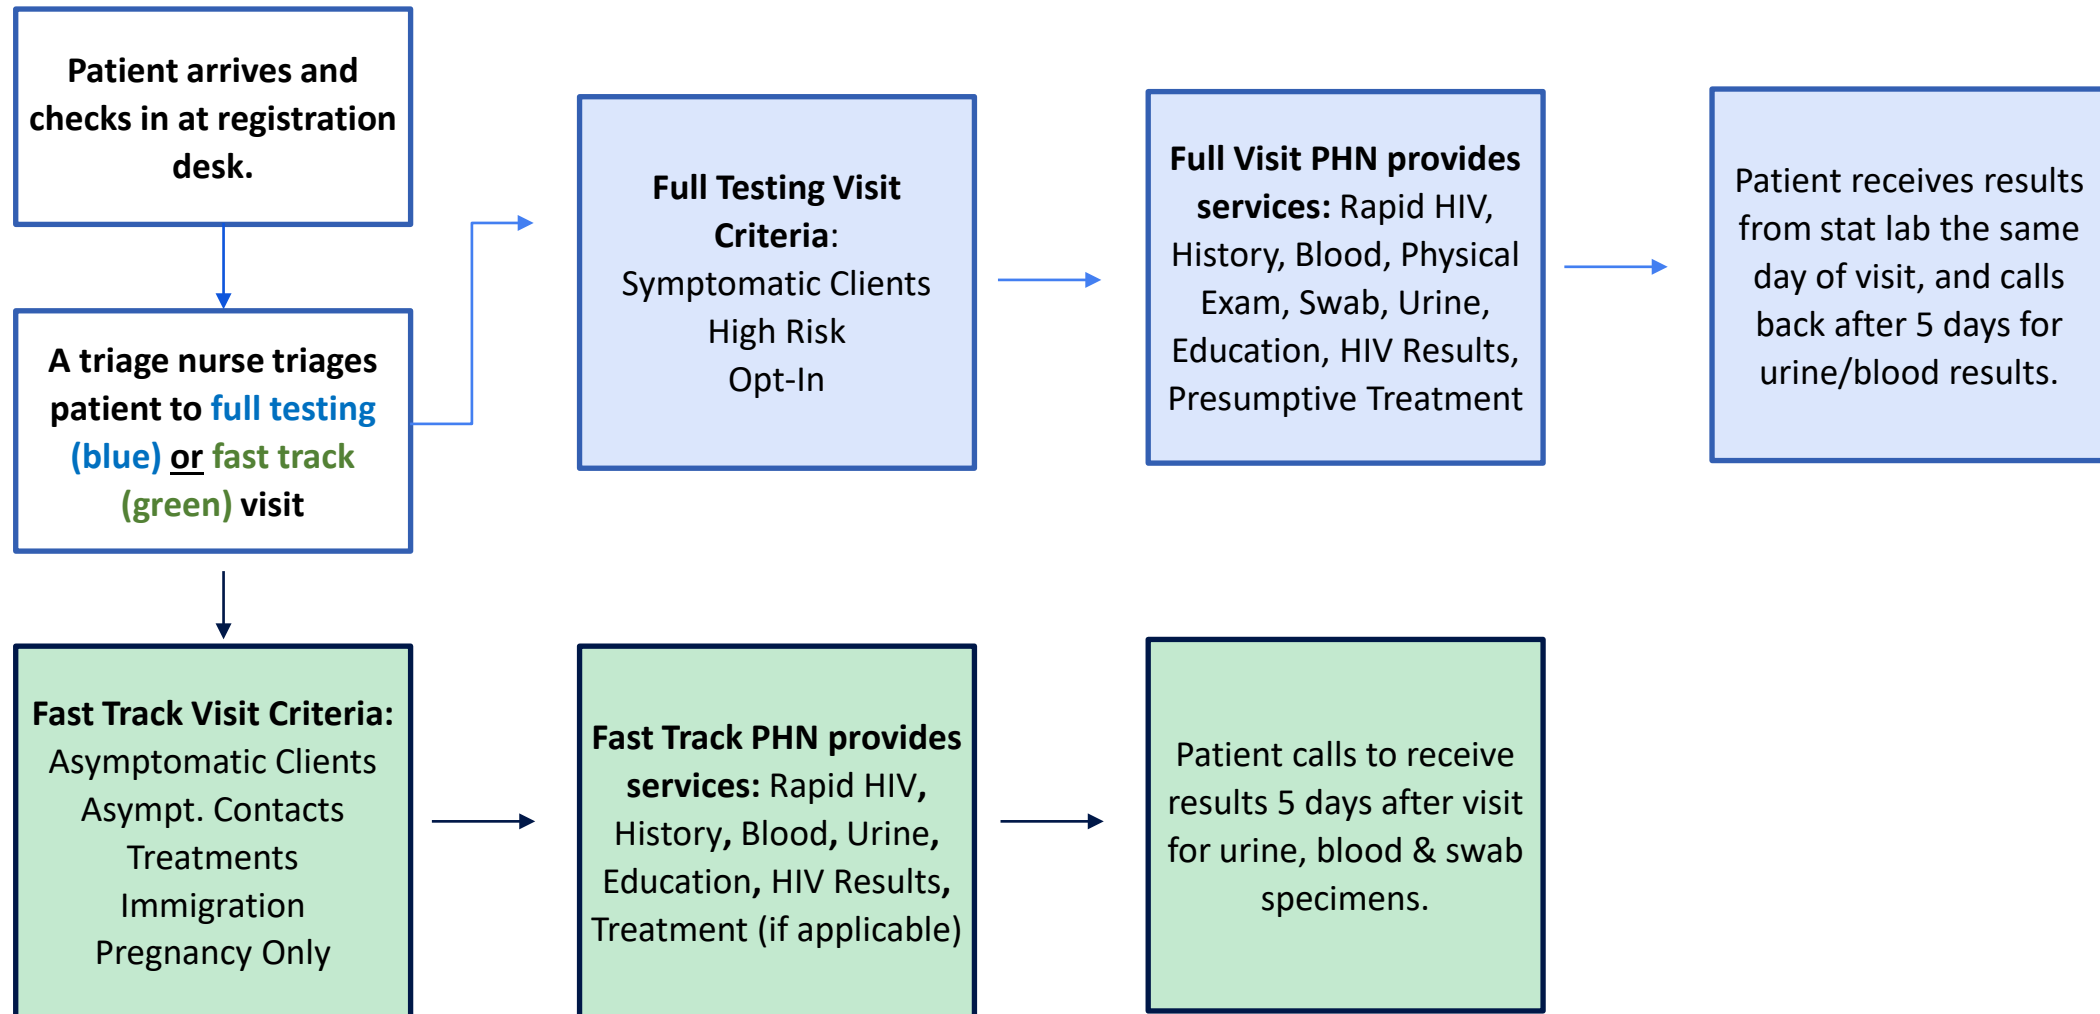 Patient arrives and
checks in at registration
desk.
A triage nurse triages
patient to full testing
(blue) or fast track
(green) visit
Full Testing Visit
Criteria:
Symptomatic Clients
High Risk
Opt-In
Full Visit PHN provides
services: Rapid HIV,
History, Blood, Physical
Exam, Swab, Urine,
Education, HIV Results,
Presumptive Treatment
Patient receives results
from stat lab the same
day of visit, and calls
back after 5 days for
urine/blood results.
Fast Track Visit Criteria:
Asymptomatic Clients
Asympt. Contacts
Treatments
Immigration
Pregnancy Only
Fast Track PHN provides
services: Rapid HIV,
History, Blood, Urine,
Education, HIV Results,
Treatment (if applicable)
Patient calls to receive
results 5 days after visit
for urine, blood & swab
specimens.